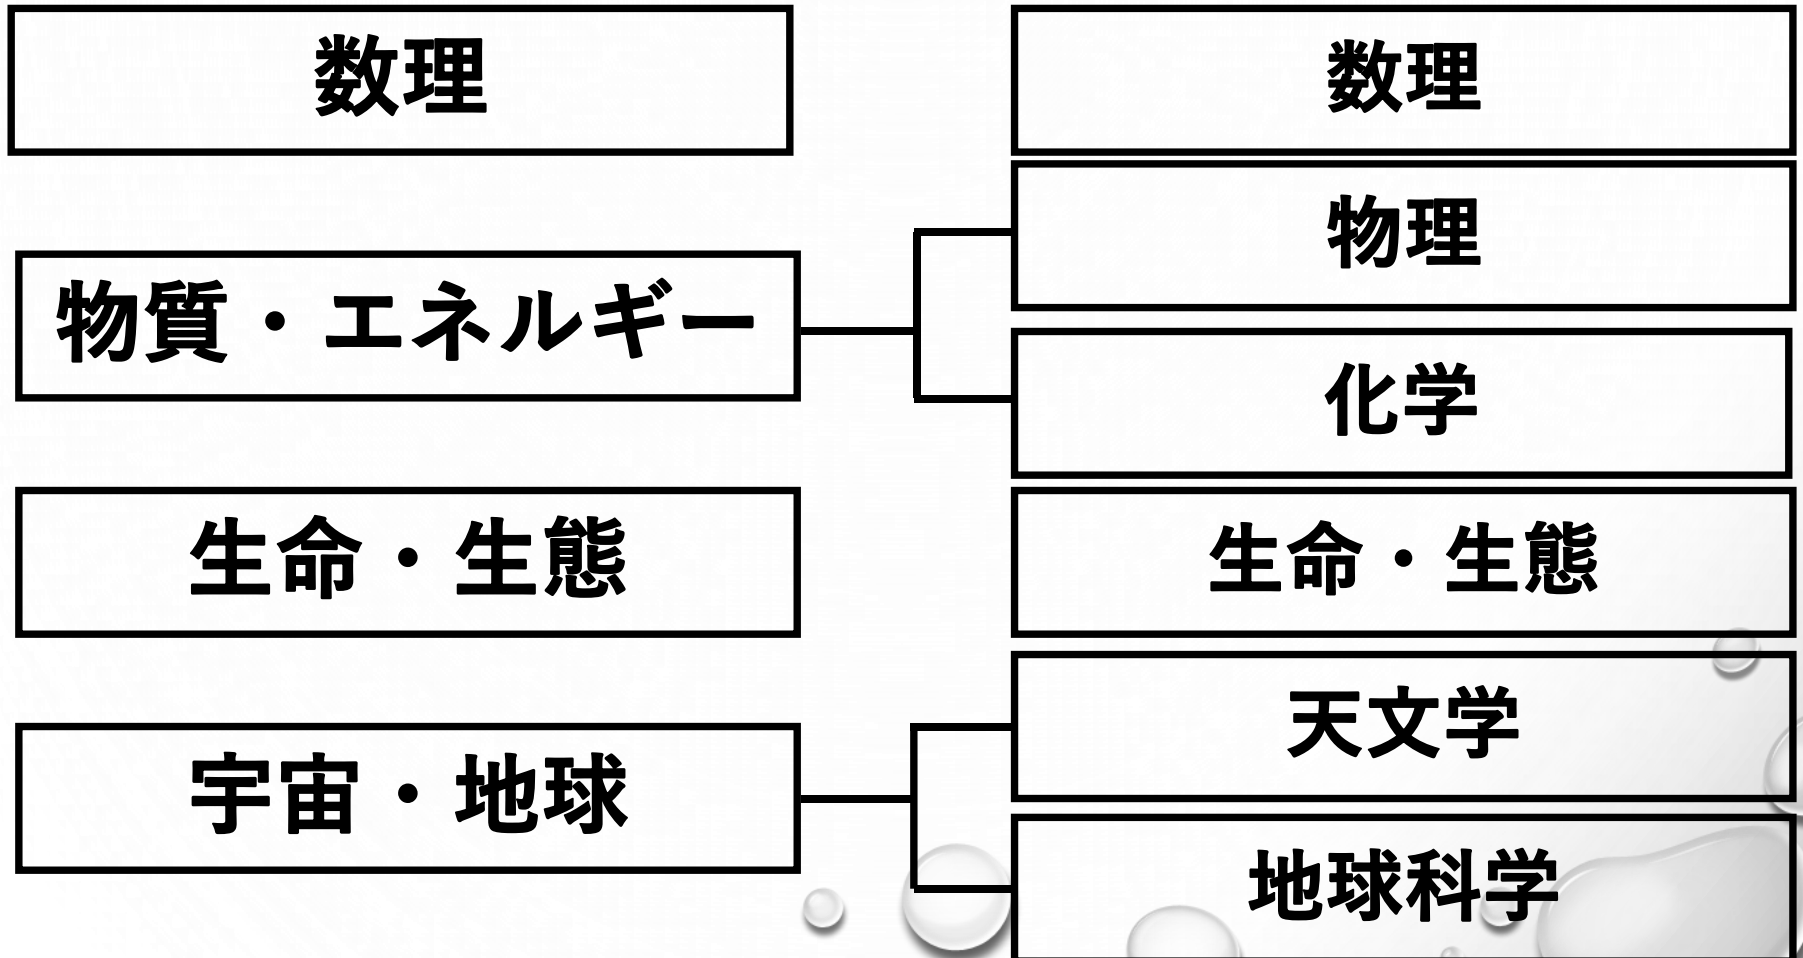 数理
物質・エネルギー
生命・生態
宇宙・地球
数理
物理
化学
生命・生態
天文学
地球科学